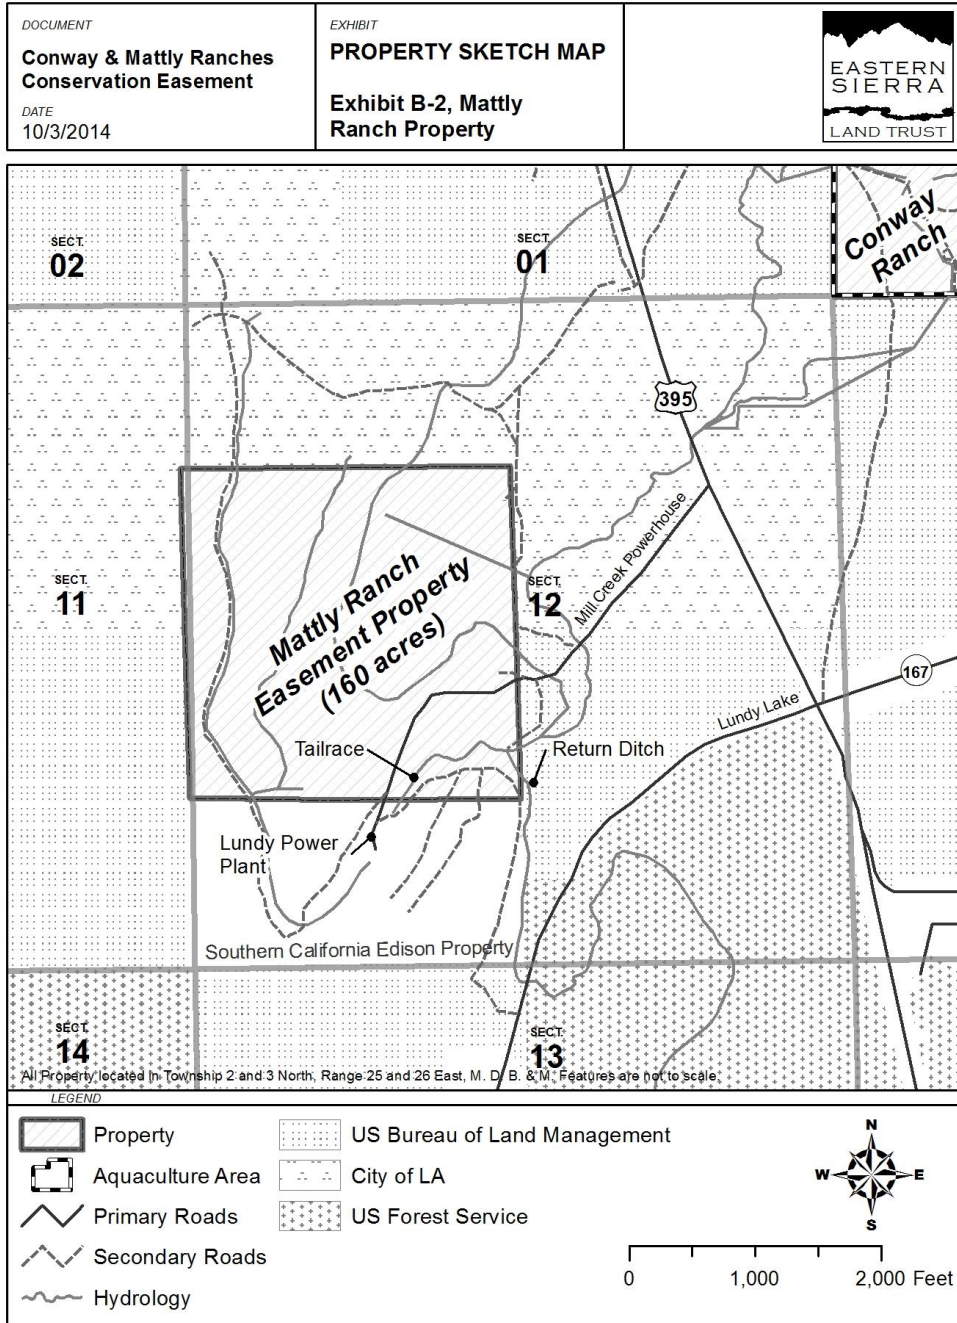 DOCUMENT
Conway & Mattly Ranches
Conservation Easement
DATE
10/3/2014
EXHIBIT
PROPERTY SKETCH MAP
Exhibit B-2, Mattly
Ranch Property
EASTERN
SIERRA
LAND TRUST
SECT.
02
SECT.
01
Conway
Ranch
395
Mill Creek Powerhouse
SECT.
11
Mattly Ranch
Easement Property
(160 acres)
SECT.
12
167
Lundy Lake
Tailrace
Return Ditch
Lundy Power
Plant
Southern California Edison Property
SECT.
14
SECT.
13
All Property located in Township 2 and 3 North, Range 25 and 26 East, M. D. B. & M. Features are not to scale.
LEGEND
Property
Aquaculture Area
Primary Roads
Secondary Roads
Hydrology
US Bureau of Land Management
City of LA
US Forest Service
N
W
E
S
0
1,000
2,000 Feet